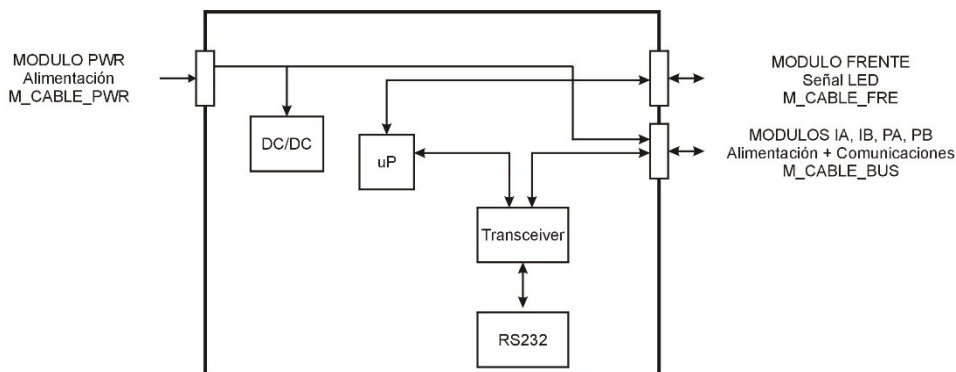 MODULO PWR
Alimentación
M_CABLE_PWR
DC/DC
uP
Transceiver
RS232
MODULO FRENTE
Señal LED
M_CABLE_FRE
MODULOS IA, IB, PA, PB
Alimentación + Comunicaciones
M_CABLE_BUS